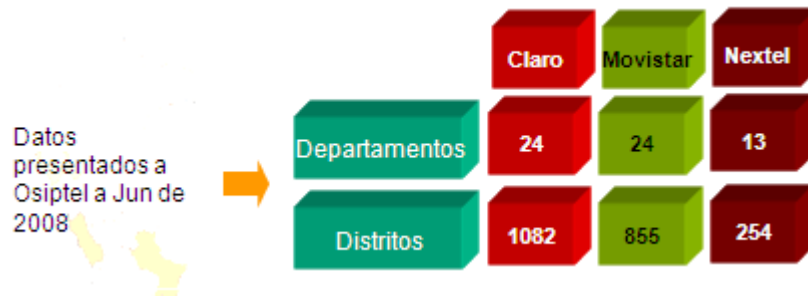 Claro Movistar Nextel
Datos
presentados a
Osiptel a Jun de
2008
Departamentos 24 24 13
Distritos 1082 855 254